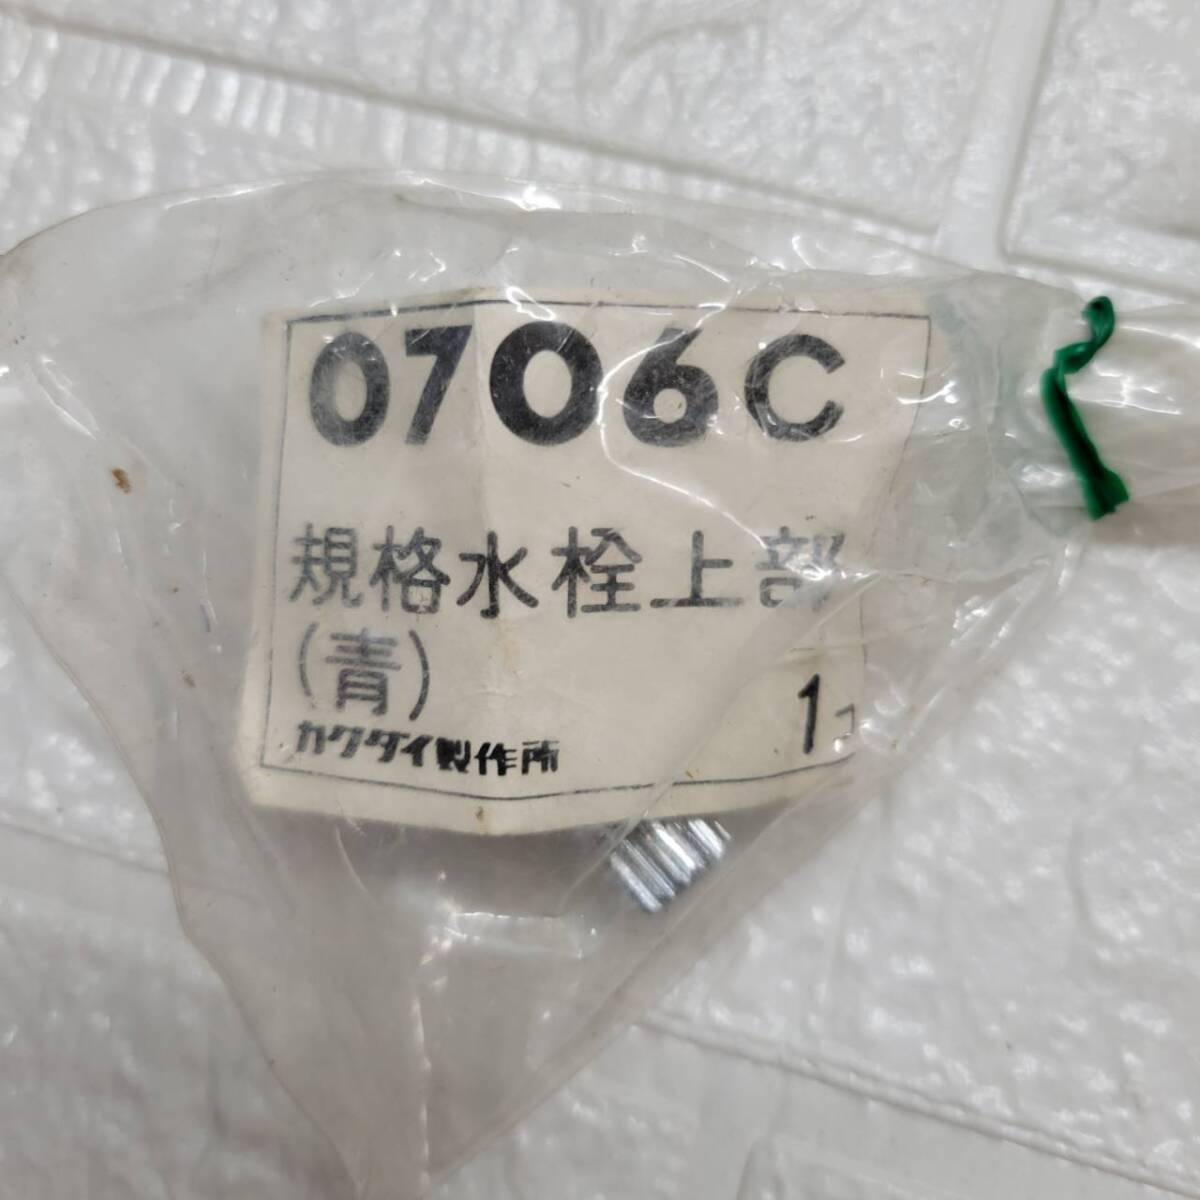 0706C
規格水栓上部
(青)
1コ
カクダイ製作所